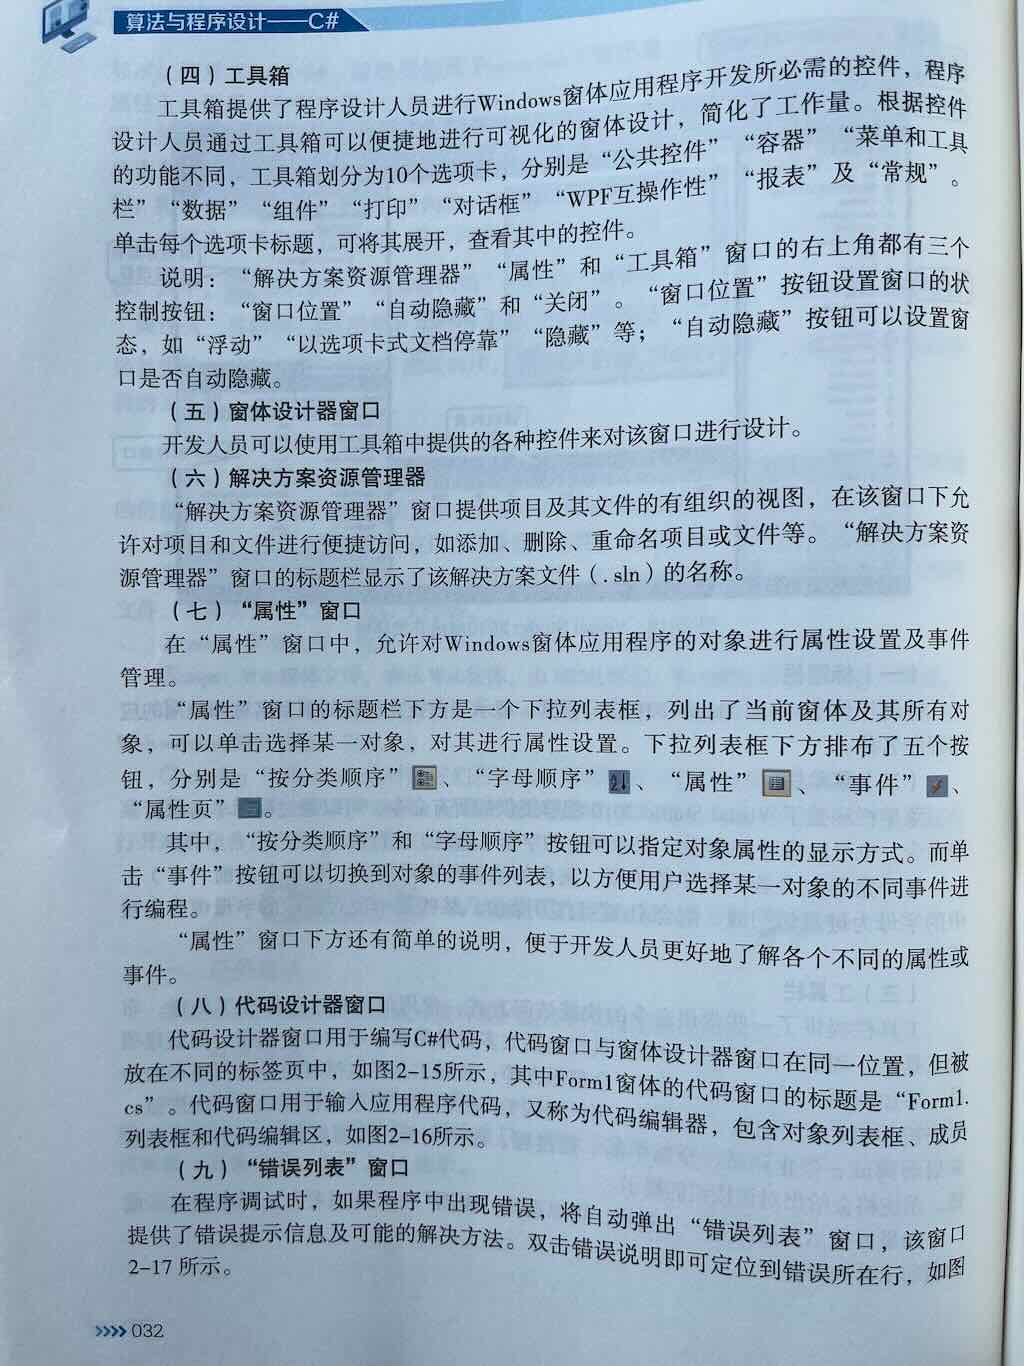 算法与程序设计——C#
（四）工具箱
工具箱提供了程序设计人员进行Windows窗体应用程序开发所必需的控件，程序
设计人员通过工具箱可以便捷地进行可视化的窗体设计，简化了工作量。根据控件
的功能不同，工具箱划分为10个选项卡，分别是“公共控件” “容器” “菜单和工具
栏” “数据” “组件” “打印” “对话框” “WPF互操作性” “报表”及“常规”。
单击每个选项卡标题，可将其展开，查看其中的控件。
说明：“解决方案资源管理器” “属性”和“工具箱”窗口的右上角都有三个
控制按钮：“窗口位置” “自动隐藏”和“关闭”。“窗口位置”按钮设置窗口的状
态，如“浮动” “以选项卡式文档停靠” “隐藏”等；“自动隐藏”按钮可以设置窗
口是否自动隐藏。
（五）窗体设计器窗口
开发人员可以使用工具箱中提供的各种控件来对该窗口进行设计。
（六）解决方案资源管理器
“解决方案资源管理器”窗口提供项目及其文件的有组织的视图，在该窗口下允
许对项目和文件进行便捷访问，如添加、删除、重命名项目或文件等。“解决方案资
源管理器”窗口的标题栏显示了该解决方案文件（.sln）的名称。
（七）“属性”窗口
在“属性”窗口中，允许对Windows窗体应用程序的对象进行属性设置及事件
管理。
“属性”窗口的标题栏下方是一个下拉列表框，列出了当前窗体及其所有对
象，可以单击选择某一对象，对其进行属性设置。下拉列表框下方排布了五个按
钮，分别是“按分类顺序”、“字母顺序”、“属性”、“事件”、
“属性页”。
其中，“按分类顺序”和“字母顺序”按钮可以指定对象属性的显示方式。而单
击“事件”按钮可以切换到对象的事件列表，以方便用户选择某一对象的不同事件进
行编程。
“属性”窗口下方还有简单的说明，便于开发人员更好地了解各个不同的属性或
事件。
（八）代码设计器窗口
代码设计器窗口用于编写C#代码，代码窗口与窗体设计器窗口在同一位置，但被
放在不同的标签页中，如图2-15所示，其中Form1窗体的代码窗口的标题是“Form1.
cs”。代码窗口用于输入应用程序代码，又称为代码编辑器，包含对象列表框、成员
列表框和代码编辑区，如图2-16所示。
（九）“错误列表”窗口
在程序调试时，如果程序中出现错误，将自动弹出“错误列表”窗口，该窗口
提供了错误提示信息及可能的解决方法。双击错误说明即可定位到错误所在行，如图
2-17 所示。
032